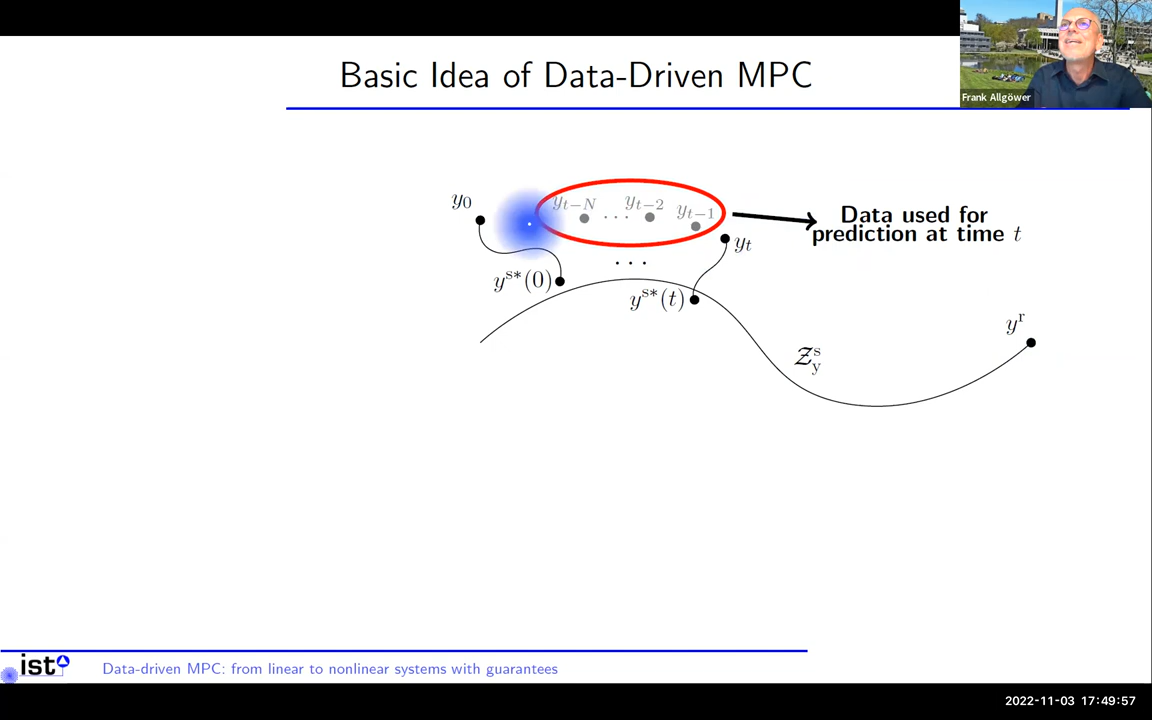 Basic Idea of Data-Driven MPC
Frank Allgöwer
y₀
y_{t−N} ··· y_{t−2} y_{t−1}
Data used for
prediction at time t
y_t
···
y^{s*}(0)
y^{s*}(t)
y^r
𝒵_y^s
ist
Data-driven MPC: from linear to nonlinear systems with guarantees
2022-11-03 17:49:57